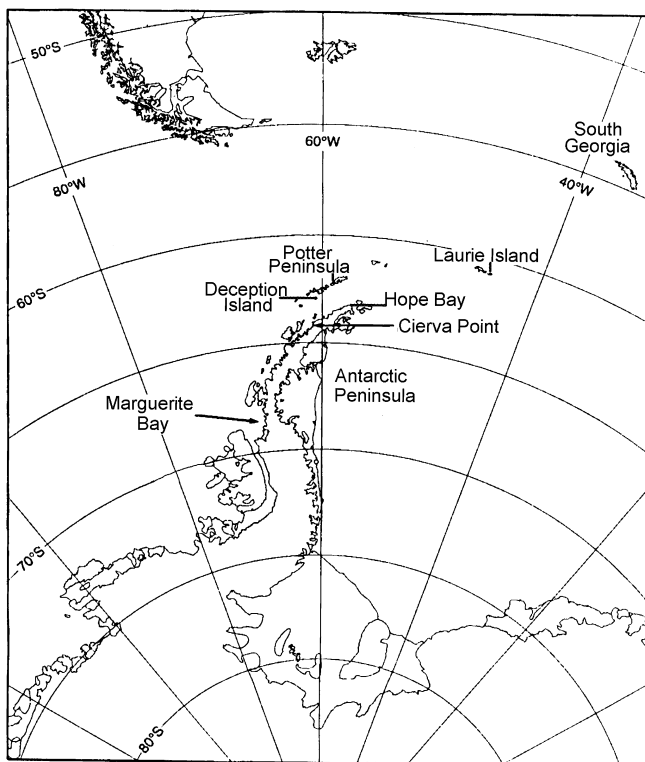 50°S
60°W
South
Georgia
80°W
40°W
Potter
Peninsula
Laurie Island
Deception
Island
60°S
Hope Bay
Cierva Point
Antarctic
Peninsula
Marguerite
Bay
70°S
80°S